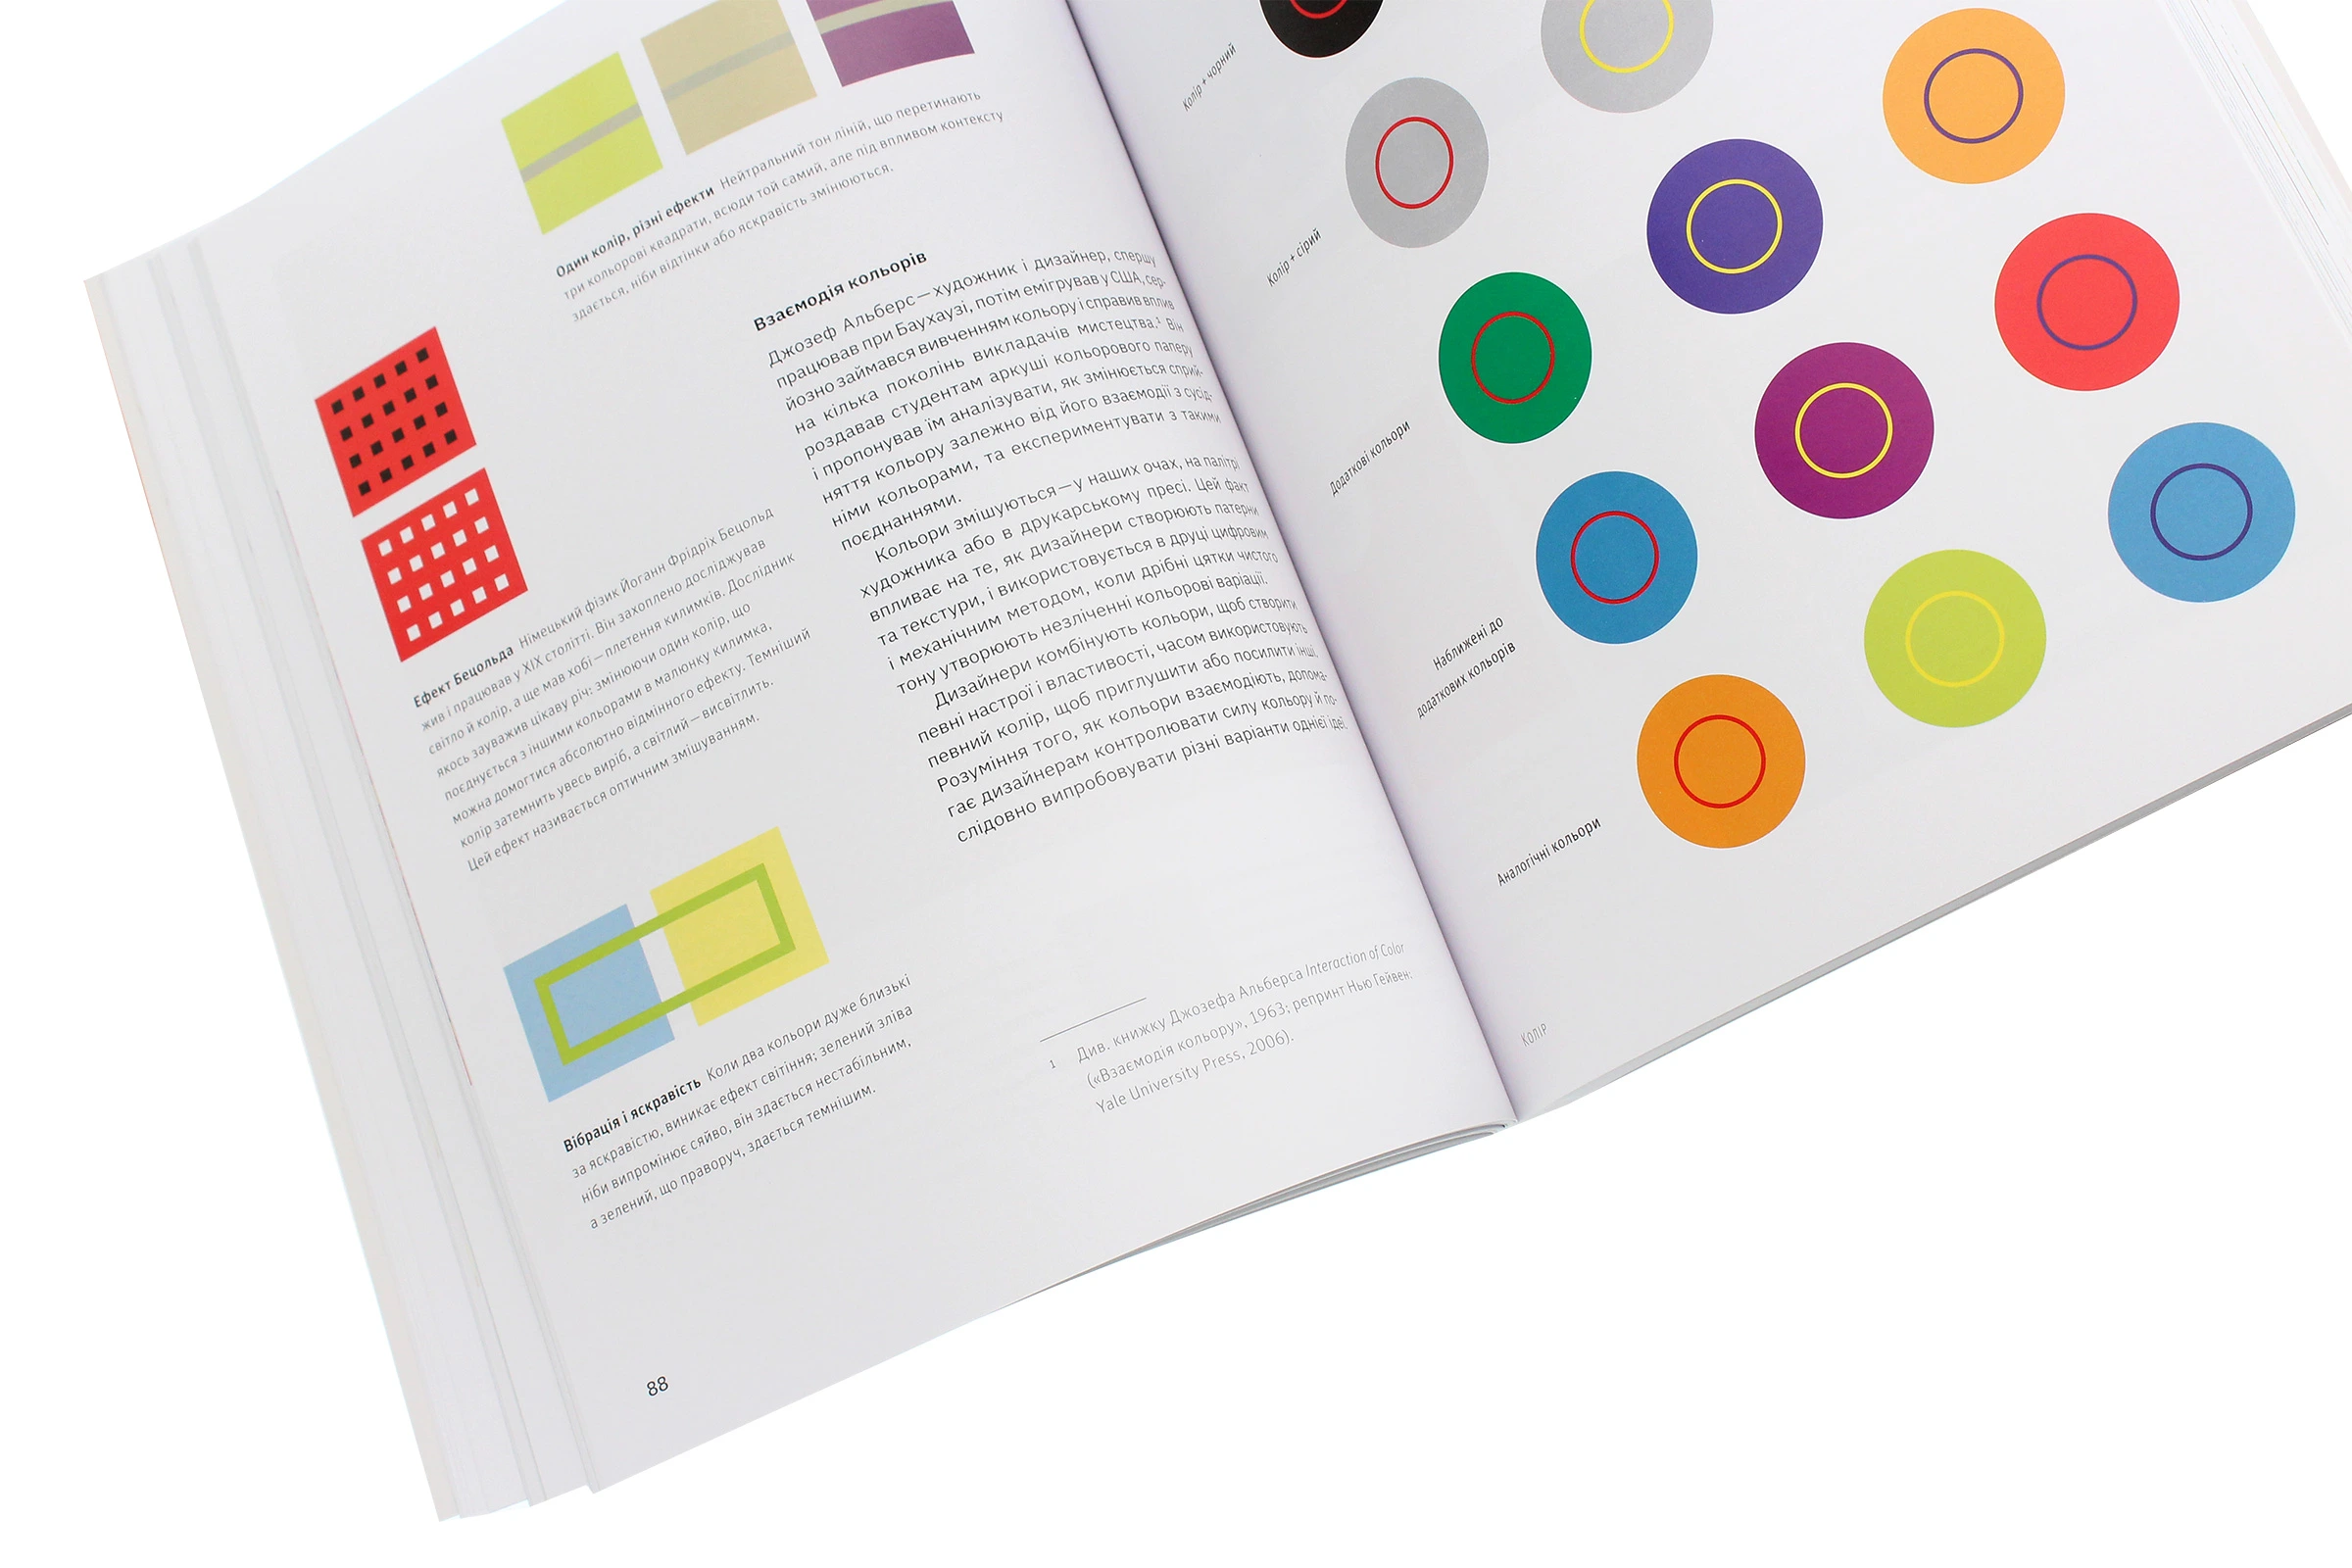 Один колір, різні ефекти Нейтральний тон ліній, що перетинають
три кольорові квадрати, всюди той самий, але під впливом контексту
здається, ніби відтінки або яскравість змінюються.
Ефект Бецольда Німецький фізик Йоганн Фрідріх Бецольд
жив і працював у XIX столітті. Він захоплено досліджував
світло й колір, а ще мав хобі—плетення килимків. Дослідник
якось зауважив цікаву річ: змінюючи один колір, що
поєднується з іншими кольорами в малюнку килимка,
можна домогтися абсолютно відмінного ефекту. Темніший
колір затемнить увесь виріб, а світлий—висвітлить.
Цей ефект називається оптичним змішуванням.
Вібрація і яскравість Коли два кольори дуже близькі
за яскравістю, виникає ефект світіння; зелений зліва
ніби випромінює сяйво, він здається нестабільним,
а зелений, що праворуч, здається темнішим.
Взаємодія кольорів
Джозеф Альберс—художник і дизайнер, спершу
працював при Баухаузі, потім емігрував у США, сер-
йозно займався вивченням кольору і справив вплив
на кілька поколінь викладачів мистецтва.¹ Він
роздавав студентам аркуші кольорового паперу
і пропонував їм аналізувати, як змінюється сприй-
няття кольору залежно від його взаємодії з сусід-
німи кольорами, та експериментувати з такими
поєднаннями.
Кольори змішуються—у наших очах, на палітрі
художника або в друкарському пресі. Цей факт
впливає на те, як дизайнери створюють патерни
та текстури, і використовується в друці цифровим
і механічним методом, коли дрібні цятки чистого
тону утворюють незліченні кольорові варіації.
Дизайнери комбінують кольори, щоб створити
певні настрої і властивості, часом використовують
певний колір, щоб приглушити або посилити інші.
Розуміння того, як кольори взаємодіють, допома-
гає дизайнерам контролювати силу кольору й по-
слідовно випробовувати різні варіанти однієї ідеї.
1 Див. книжку Джозефа Альберса Interaction of Color
(«Взаємодія кольору», 1963; репринт Нью Гейвен:
Yale University Press, 2006).
88
Колір + чорний
Колір + сірий
Додаткові кольори
Наближені до
додаткових кольорів
Аналогічні кольори
Колір